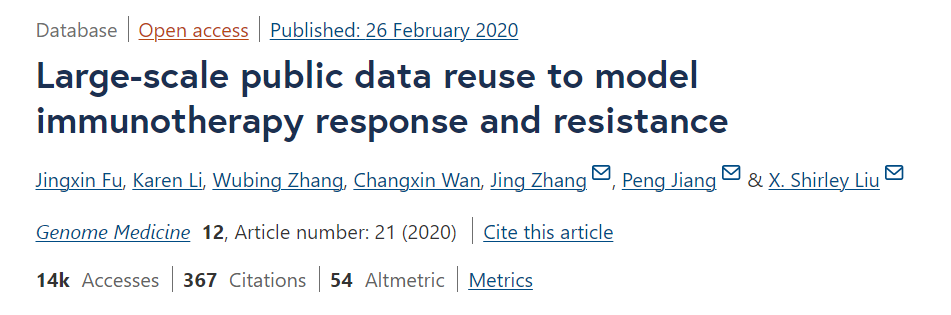 Database Open access Published: 26 February 2020
Large-scale public data reuse to model
immunotherapy response and resistance
Jingxin Fu, Karen Li, Wubing Zhang, Changxin Wan, Jing Zhang, Peng Jiang & X. Shirley Liu
Genome Medicine 12, Article number: 21 (2020) Cite this article
14k Accesses 367 Citations 54 Altmetric Metrics